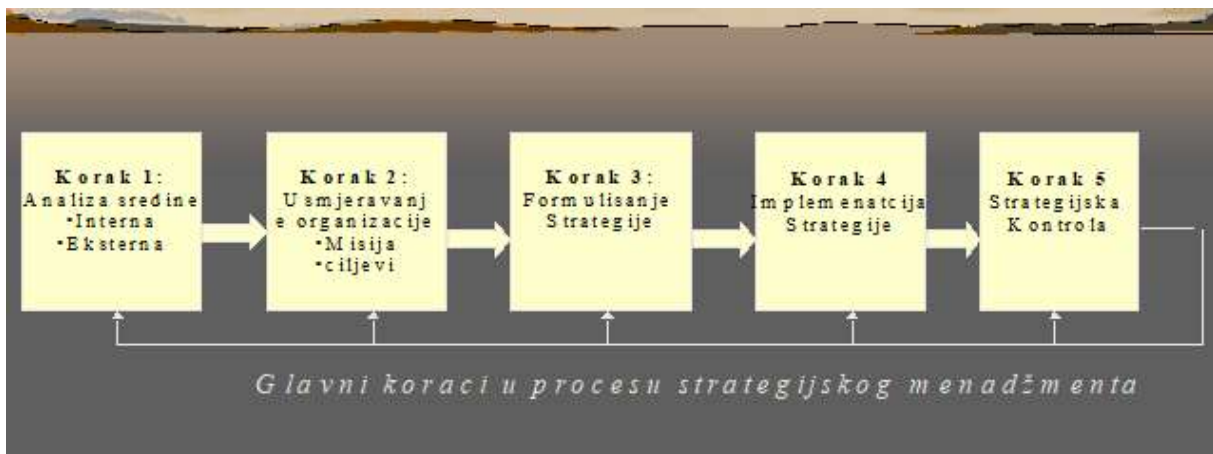 Korak 1:
Analiza sredine
•Interna
•Eksterna
Korak 2:
Usmjeravanj
e organizacije
•Misija
•ciljevi
Korak 3:
Formulisanje
Strategije
Korak 4
Implemenatcija
Strategije
Korak 5
Strategijska
Kontrola
Glavni koraci u procesu strategijskog menadžmenta